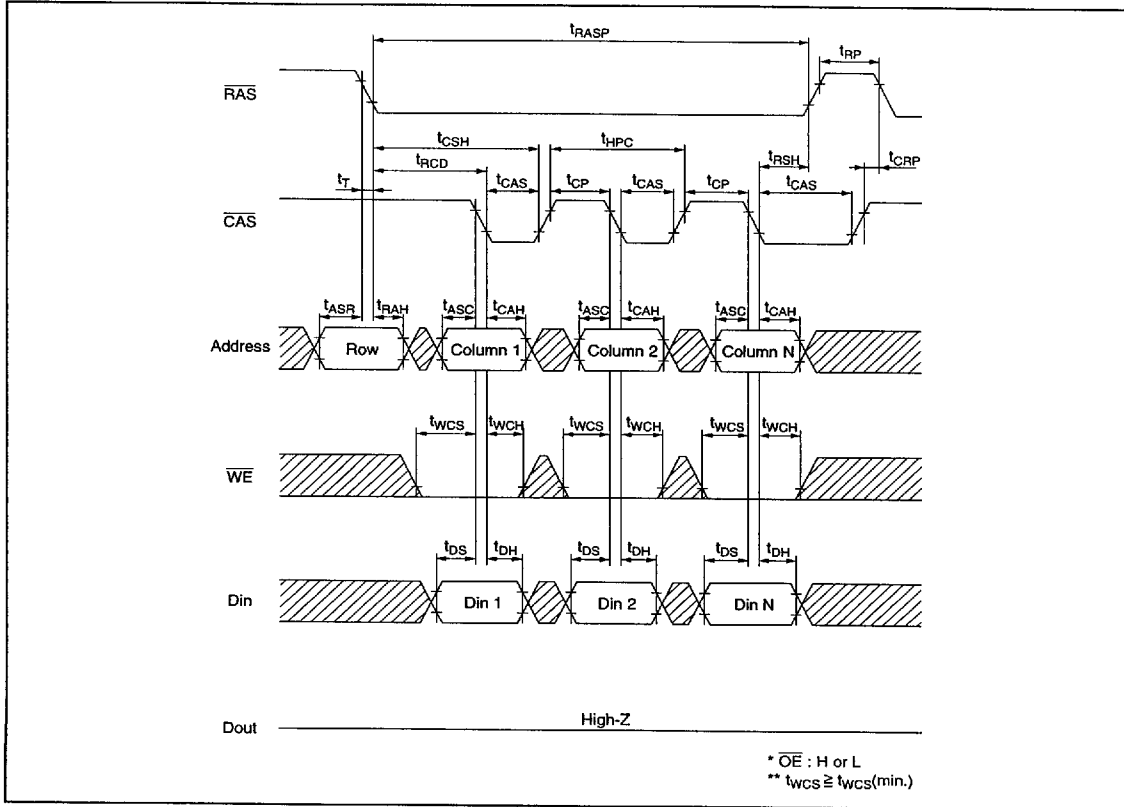 tRASP
tRP
RAS
tCSH
tHPC
tRCD
tRSH
tCRP
tT
tCAS
tCP
tCAS
tCP
tCAS
CAS
tASR
tRAH
tASC
tCAH
tASC
tCAH
tASC
tCAH
Address
Row
Column 1
Column 2
Column N
tWCS
tWCH
tWCS
tWCH
tWCS
tWCH
WE
tDS
tDH
tDS
tDH
tDS
tDH
Din
Din 1
Din 2
Din N
High-Z
Dout
* OE : H or L
** tWCS ≧ tWCS(min.)